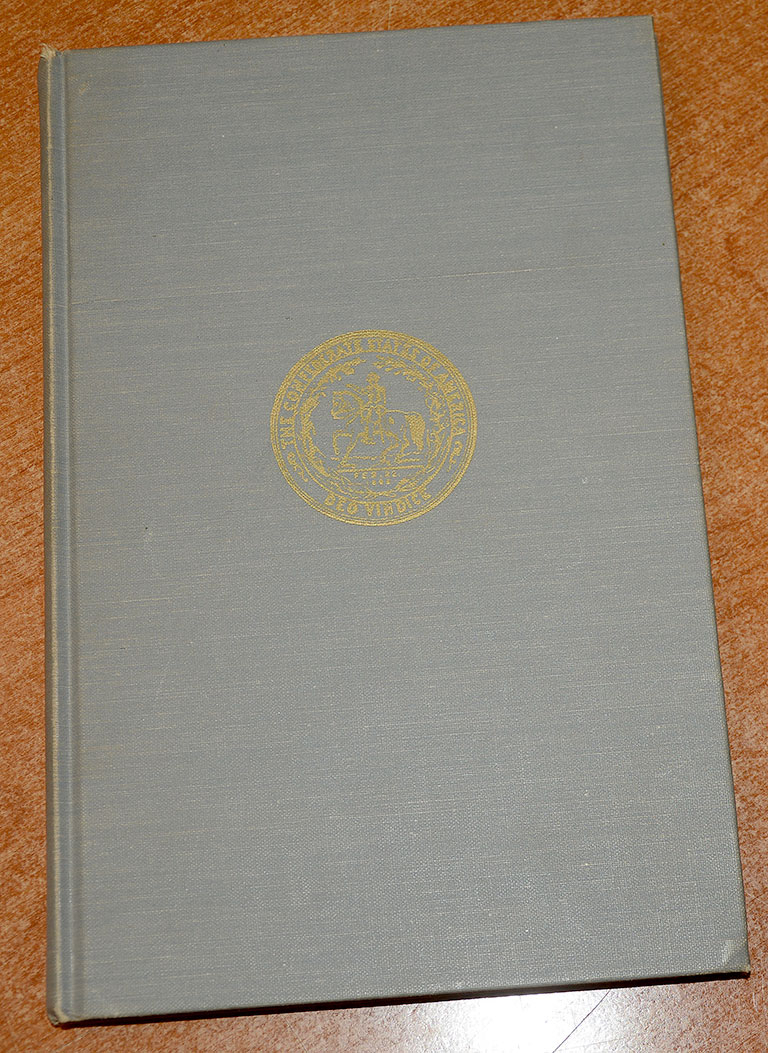 THE CONFEDERATE STATES OF AMERICA
DEO VINDICE